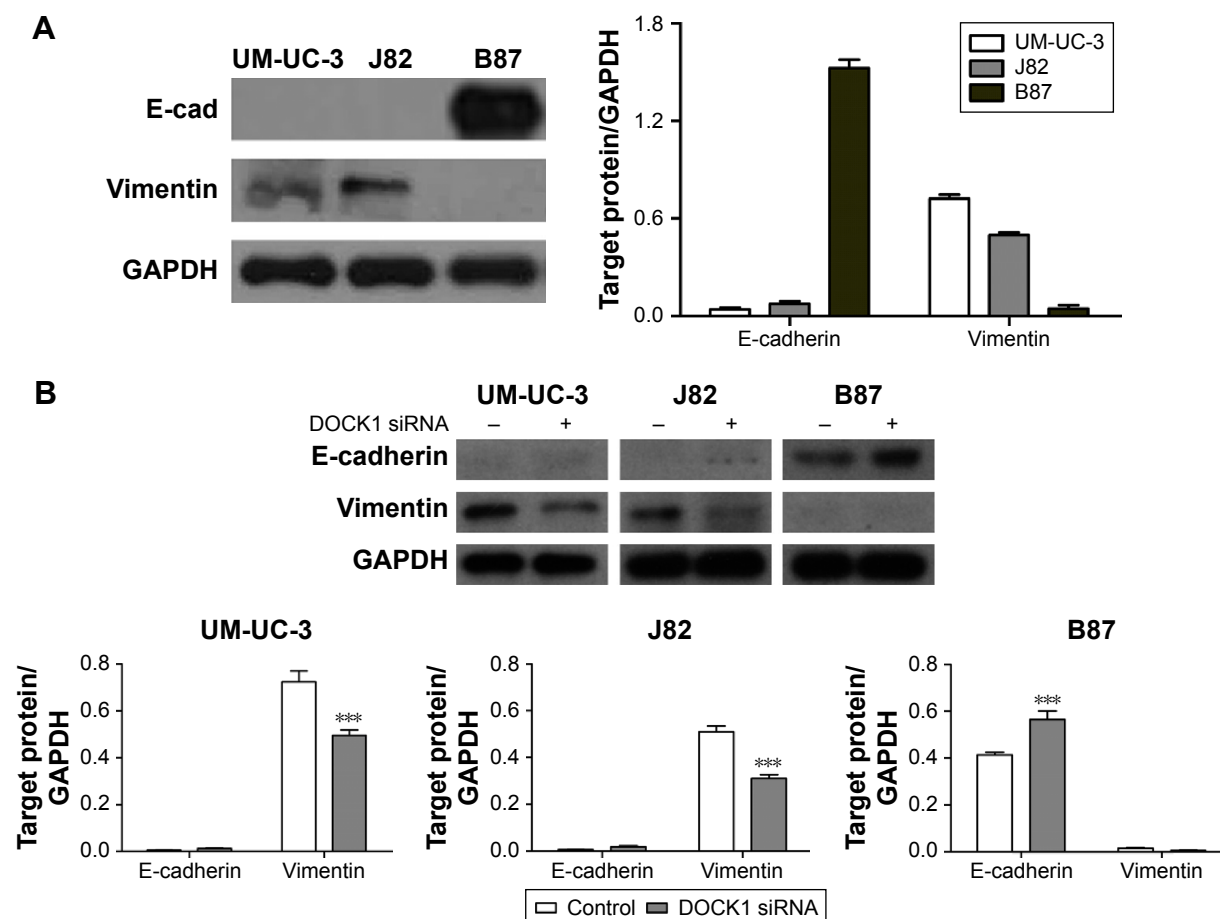 A
UM-UC-3 J82 B87
E-cad
Vimentin
GAPDH
Target protein/GAPDH
1.8
1.2
0.6
0.0
E-cadherin Vimentin
UM-UC-3
J82
B87
B
UM-UC-3 J82 B87
DOCK1 siRNA – + – + – +
E-cadherin
Vimentin
GAPDH
UM-UC-3
Target protein/
GAPDH
0.8
0.6
0.4
0.2
0.0
***
E-cadherin Vimentin
J82
Target protein/
GAPDH
0.8
0.6
0.4
0.2
0.0
***
E-cadherin Vimentin
B87
Target protein/
GAPDH
0.8
0.6
0.4
0.2
0.0
***
E-cadherin Vimentin
Control DOCK1 siRNA